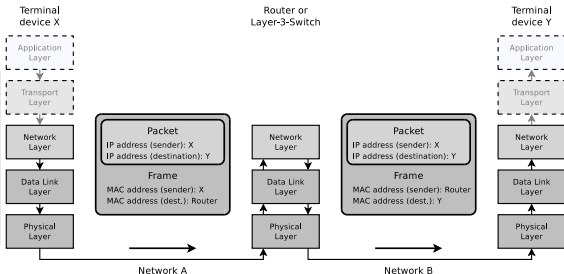 Terminal
device X
Router or
Layer-3-Switch
Terminal
device Y
Application
Layer
Application
Layer
Transport
Layer
Transport
Layer
Network
Layer
Packet
IP address (sender): X
IP address (destination): Y
Network
Layer
Packet
IP address (sender): X
IP address (destination): Y
Network
Layer
Data Link
Layer
Frame
MAC address (sender): X
MAC address (dest.): Router
Data Link
Layer
Frame
MAC address (sender): Router
MAC address (dest.): Y
Data Link
Layer
Physical
Layer
Physical
Layer
Physical
Layer
Network A
Network B